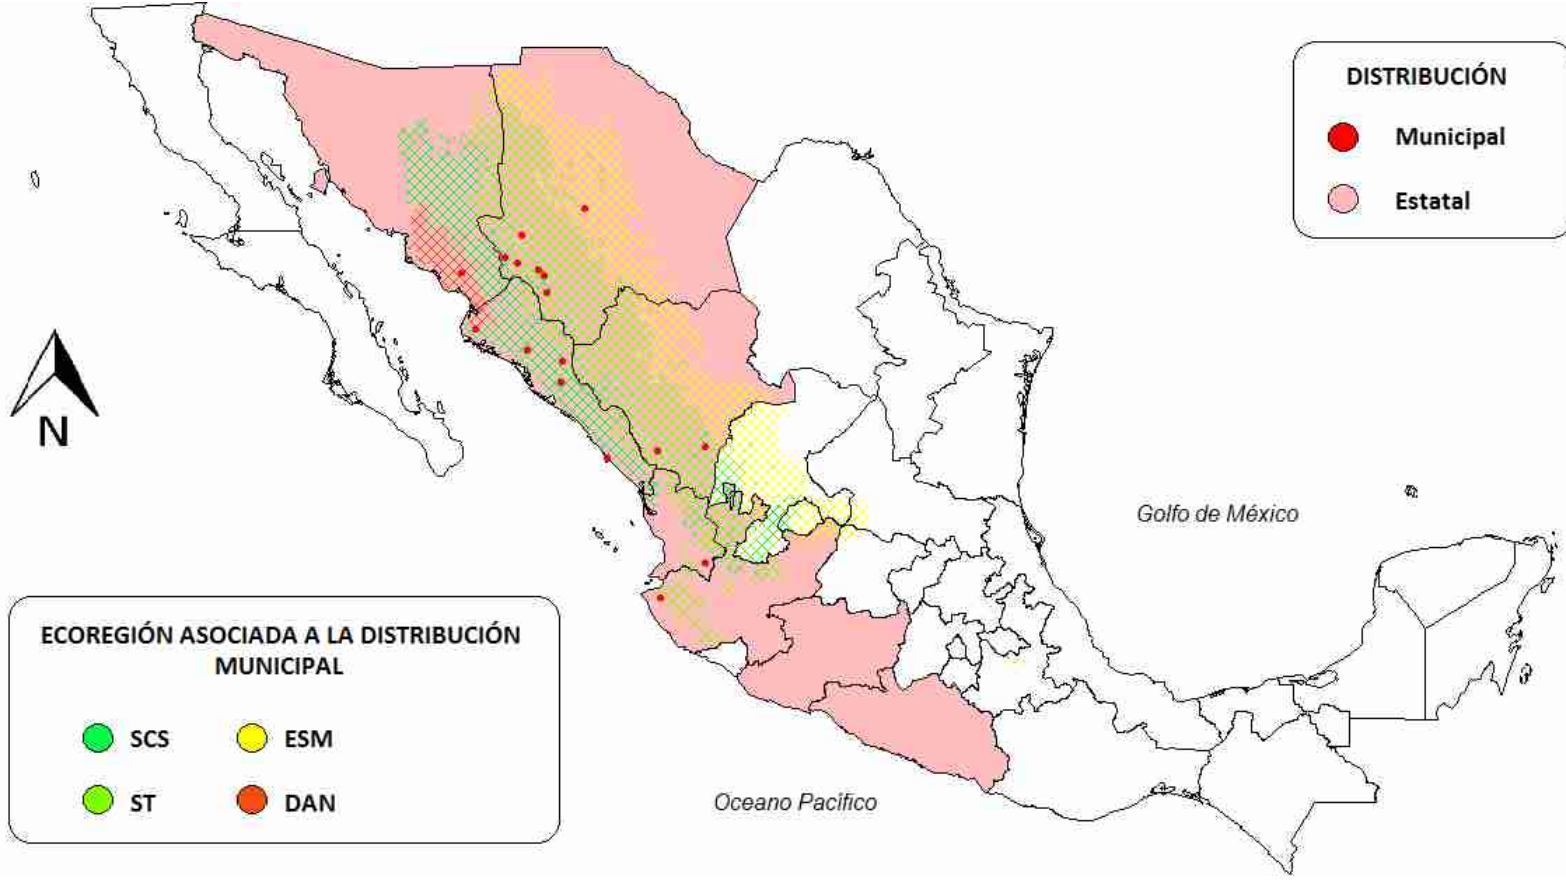 DISTRIBUCIÓN
Municipal
Estatal
N
Golfo de México
ECOREGIÓN ASOCIADA A LA DISTRIBUCIÓN
MUNICIPAL
SCS
ESM
ST
DAN
Oceano Pacífico